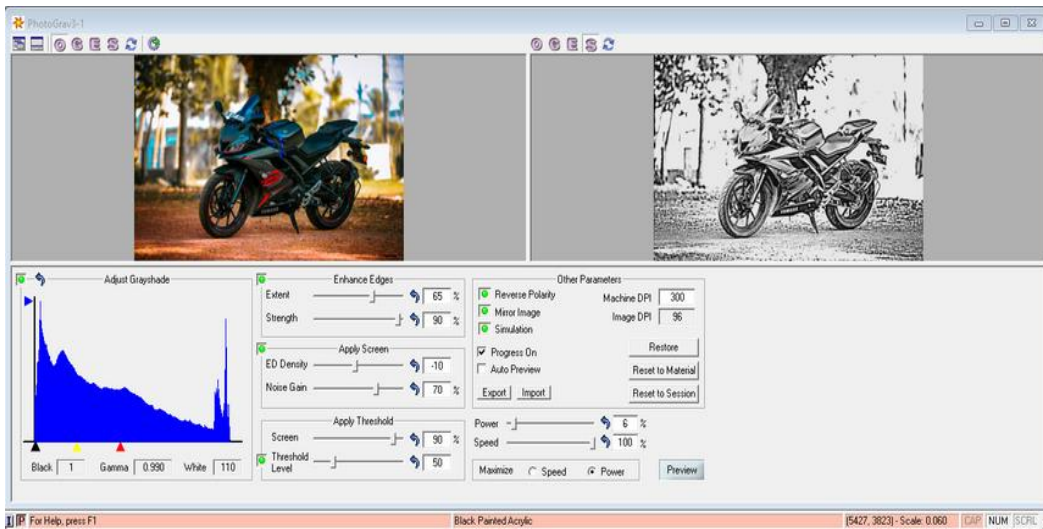 PhotoGrav3-1
O G E S
O G E S
Adjust Grayshade
Black 1 Gamma 0.990 White 110
Enhance Edges
Extent 65 %
Strength 90 %
Apply Screen
ED Density -10
Noise Gain 70 %
Apply Threshold
Screen 90 %
Threshold Level 50
Other Parameters
Reverse Polarity
Mirror Image
Simulation
Machine DPI 300
Image DPI 96
Progress On
Auto Preview
Restore
Reset to Material
Export Import Reset to Session
Power 6 %
Speed 100 %
Maximize Speed Power Preview
I P For Help, press F1 Black Painted Acrylic (5427, 3823) - Scale: 0.060 CAP NUM SCRL